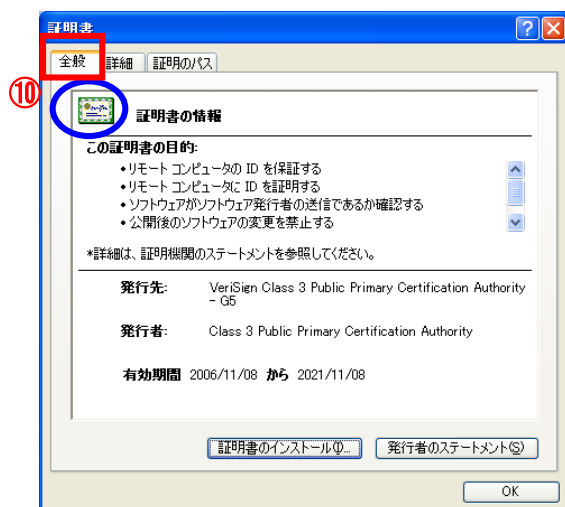 証明書
全般 詳細 証明のパス
⑩
証明書の情報
この証明書の目的:
•リモート コンピュータの ID を保証する
•リモート コンピュータに ID を証明する
•ソフトウェアがソフトウェア発行者の送信であるか確認する
•公開後のソフトウェアの変更を禁止する
*詳細は、証明機関のステートメントを参照してください。
発行先: VeriSign Class 3 Public Primary Certification Authority
- G5
発行者: Class 3 Public Primary Certification Authority
有効期間 2006/11/08 から 2021/11/08
証明書のインストール(I)... 発行者のステートメント(S)
OK